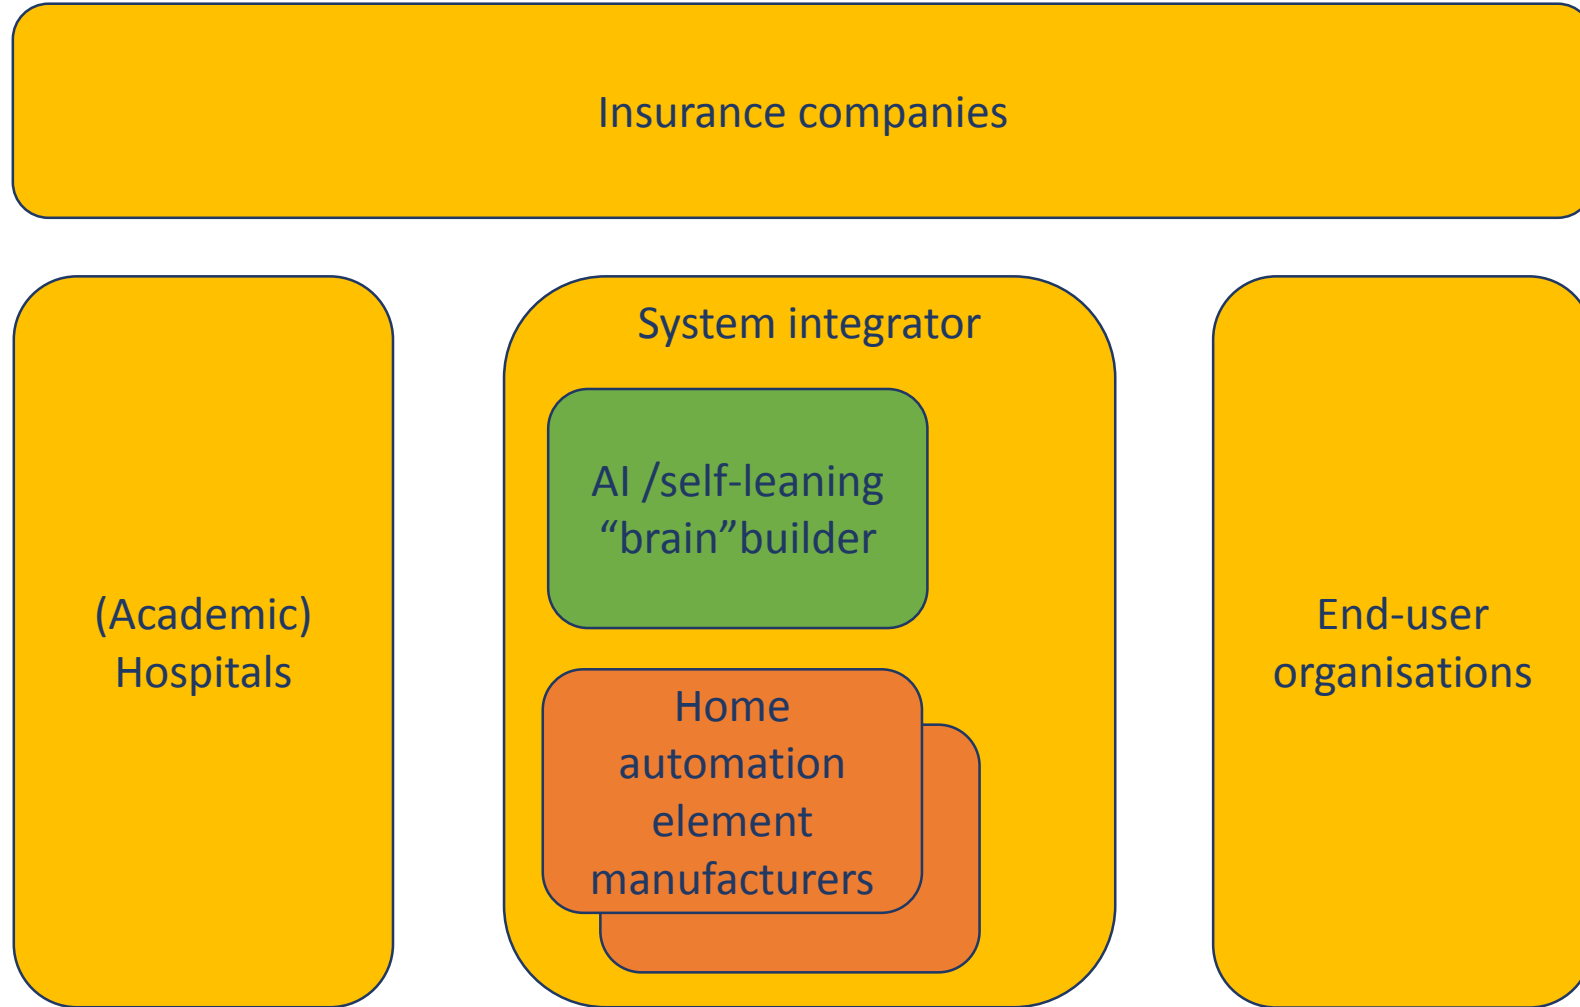 Insurance companies
System integrator
AI /self-leaning
“brain”builder
(Academic)
Hospitals
End-user
organisations
Home
automation
element
manufacturers